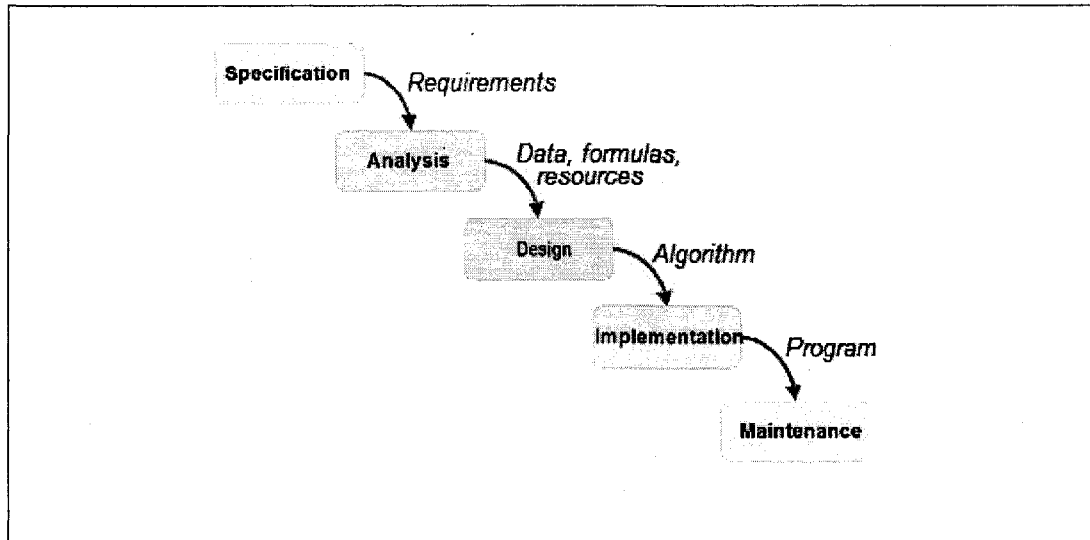 Specification
Requirements
Analysis
Data, formulas,
resources
Design
Algorithm
Implementation
Program
Maintenance